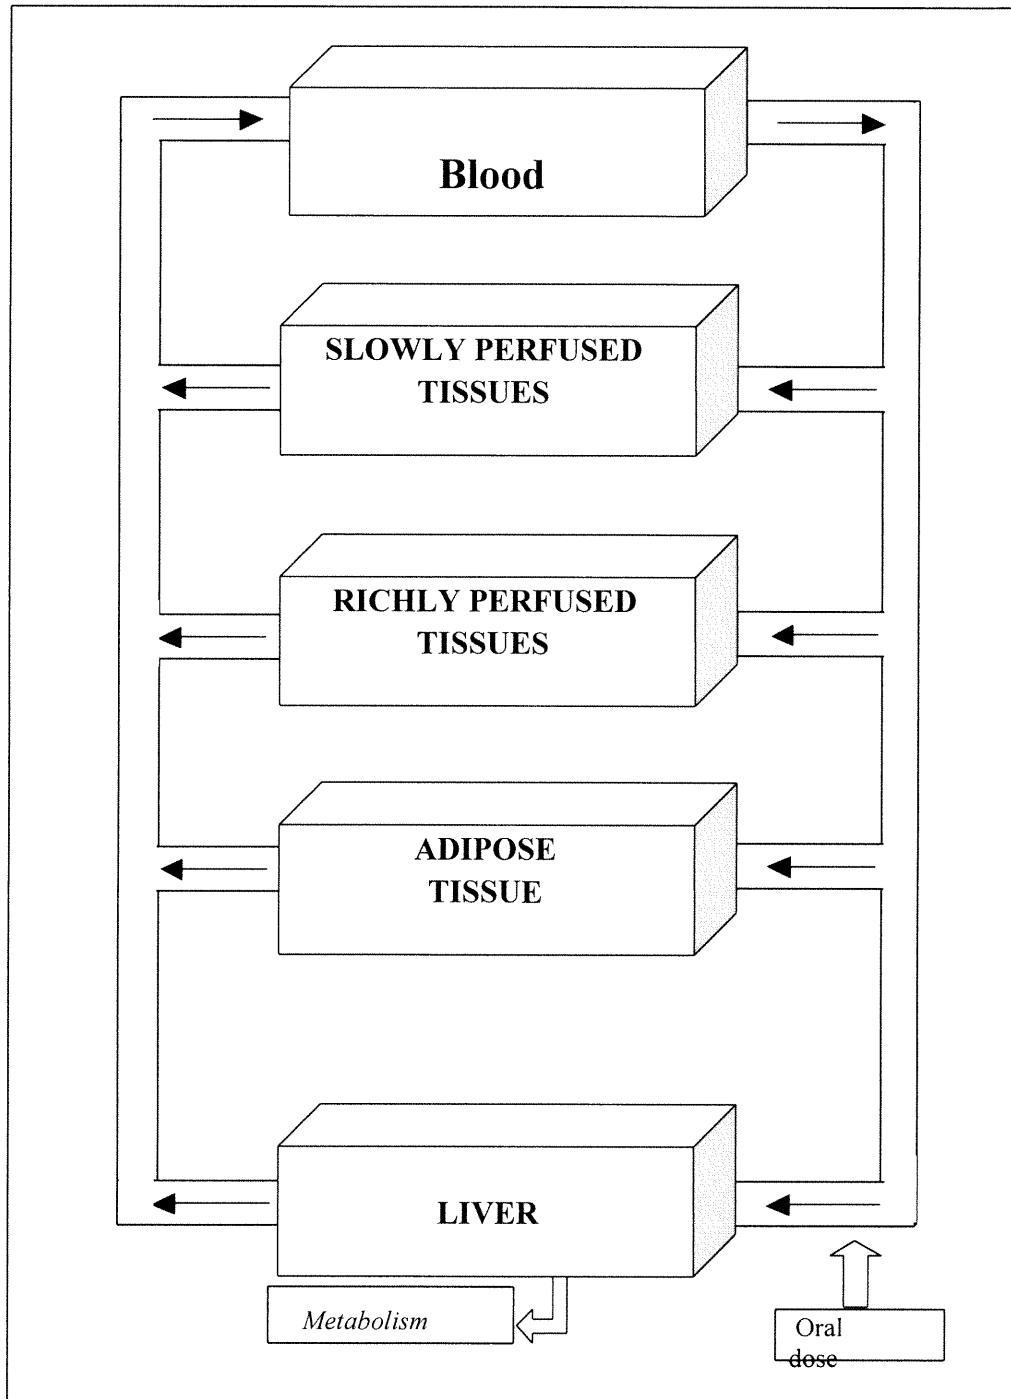 Blood
SLOWLY PERFUSED
TISSUES
RICHLY PERFUSED
TISSUES
ADIPOSE
TISSUE
LIVER
Metabolism
Oral
dose